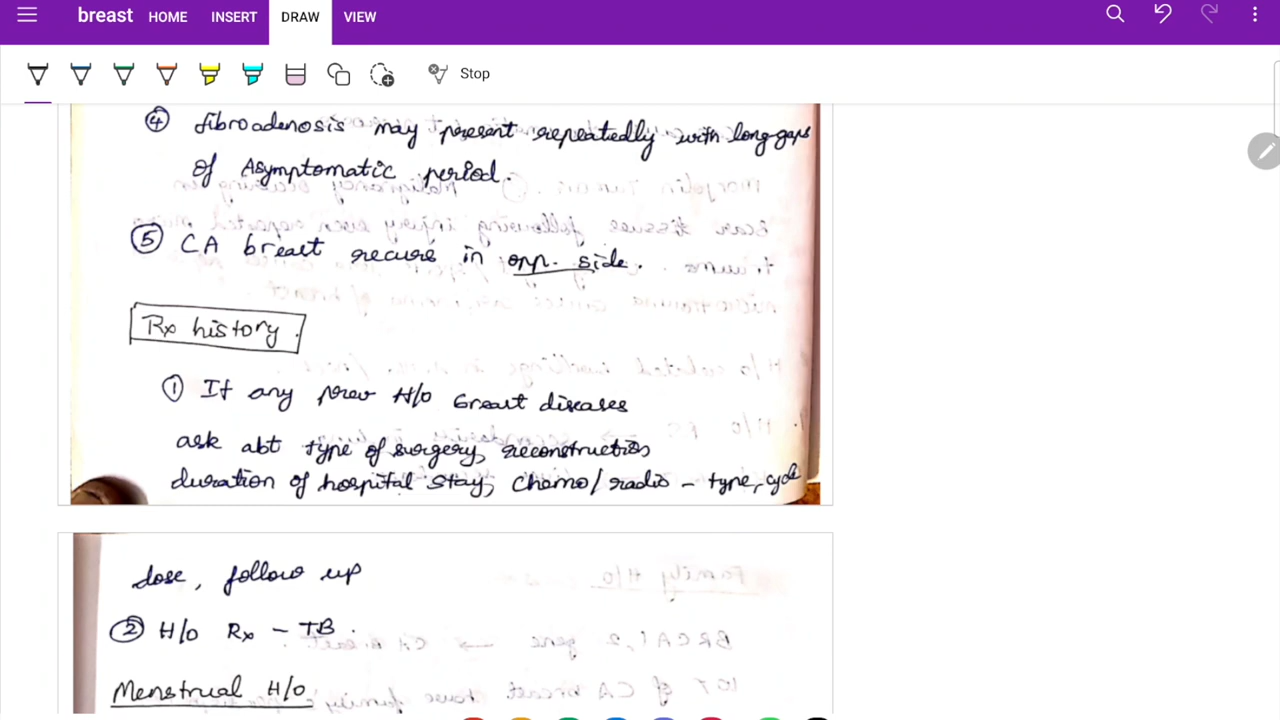 breast HOME INSERT DRAW VIEW
Stop
④ fibroadenosis may present repeatedly with long gaps
of Asymptomatic period.
⑤ CA breast recurs in opp. side.
Rx history.
① If any prev H/o breast diseases
ask abt type of surgery, reconstruction
duration of hospital stay, Chemo/radio - type, cycle
dose, follow up
② H/o Rx - TB.
Menstrual H/o